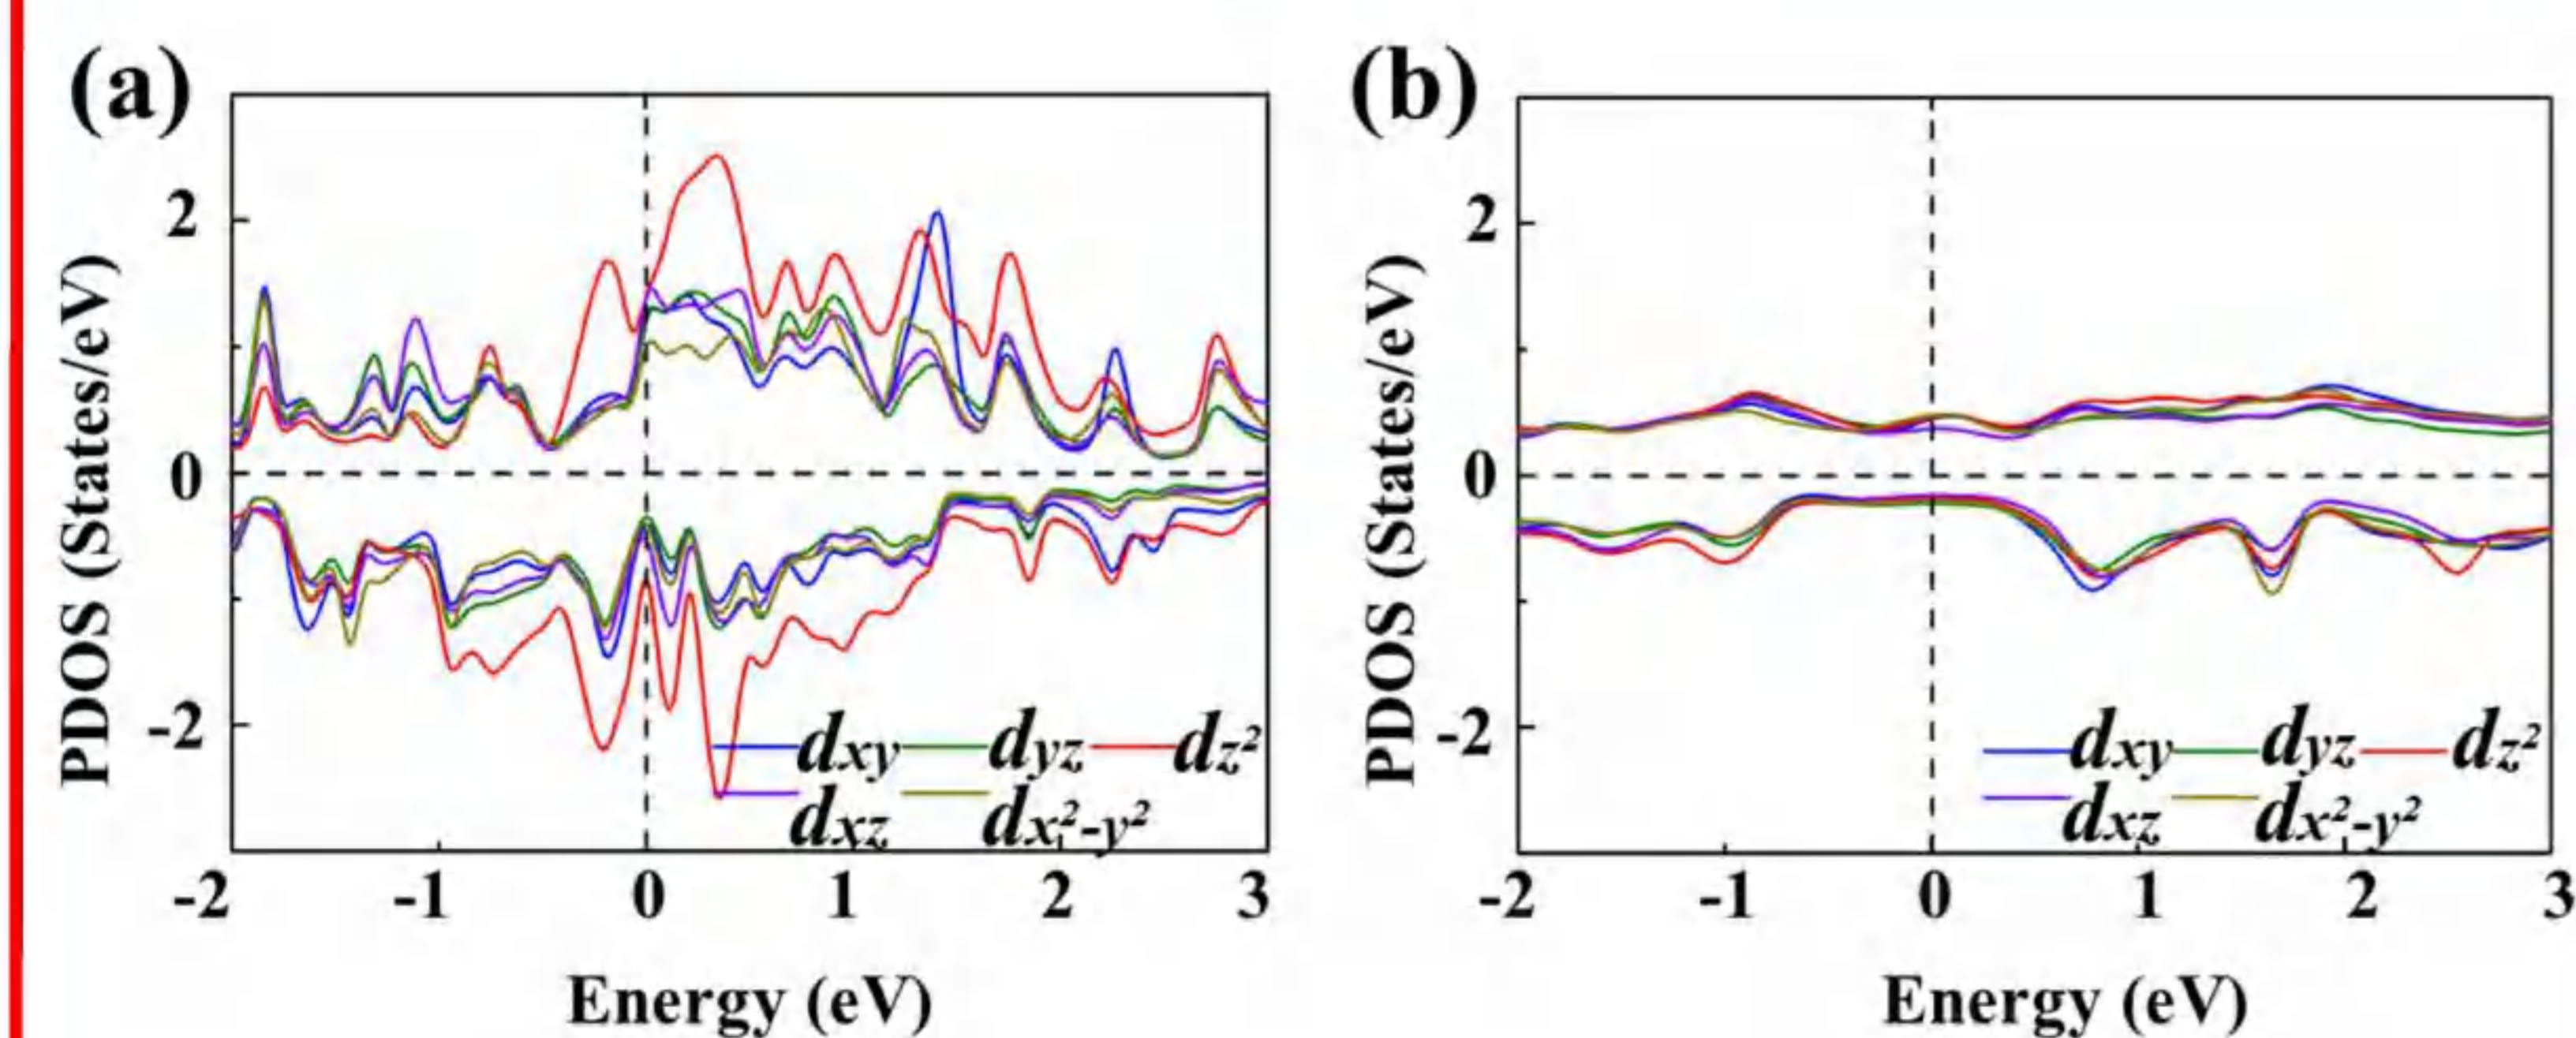 (a) (b)
PDOS (States/eV)
2
0
-2
dxy dyz dz²
dxz dx²-y²
-2 -1 0 1 2 3
Energy (eV)
PDOS (States/eV)
2
0
-2
dxy dyz dz²
dxz dx²-y²
-2 -1 0 1 2 3
Energy (eV)